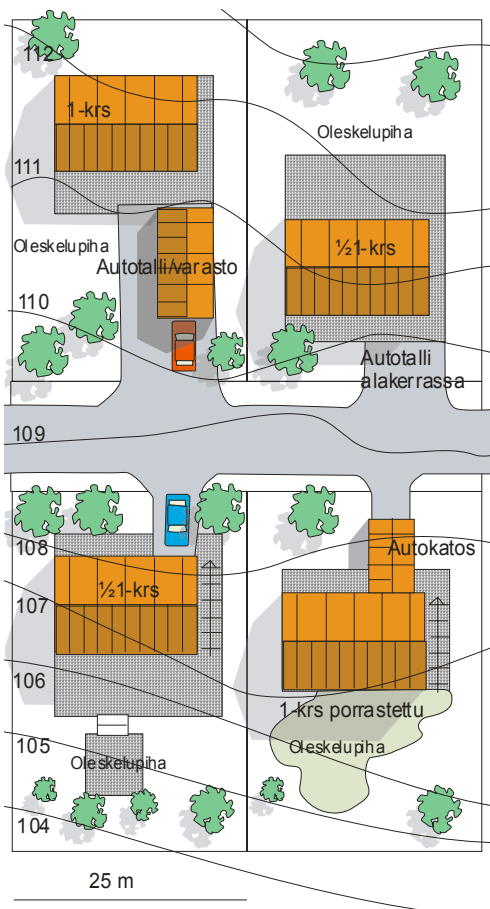 112
1-krs
Oleskelupiha
111
½1-krs
Oleskelupiha
Autotalli/varasto
110
Autotalli
alakerrassa
109
108
Autokatos
½1-krs
107
106
1-krs porrastettu
105
Oleskelupiha
Oleskelupiha
104
25 m